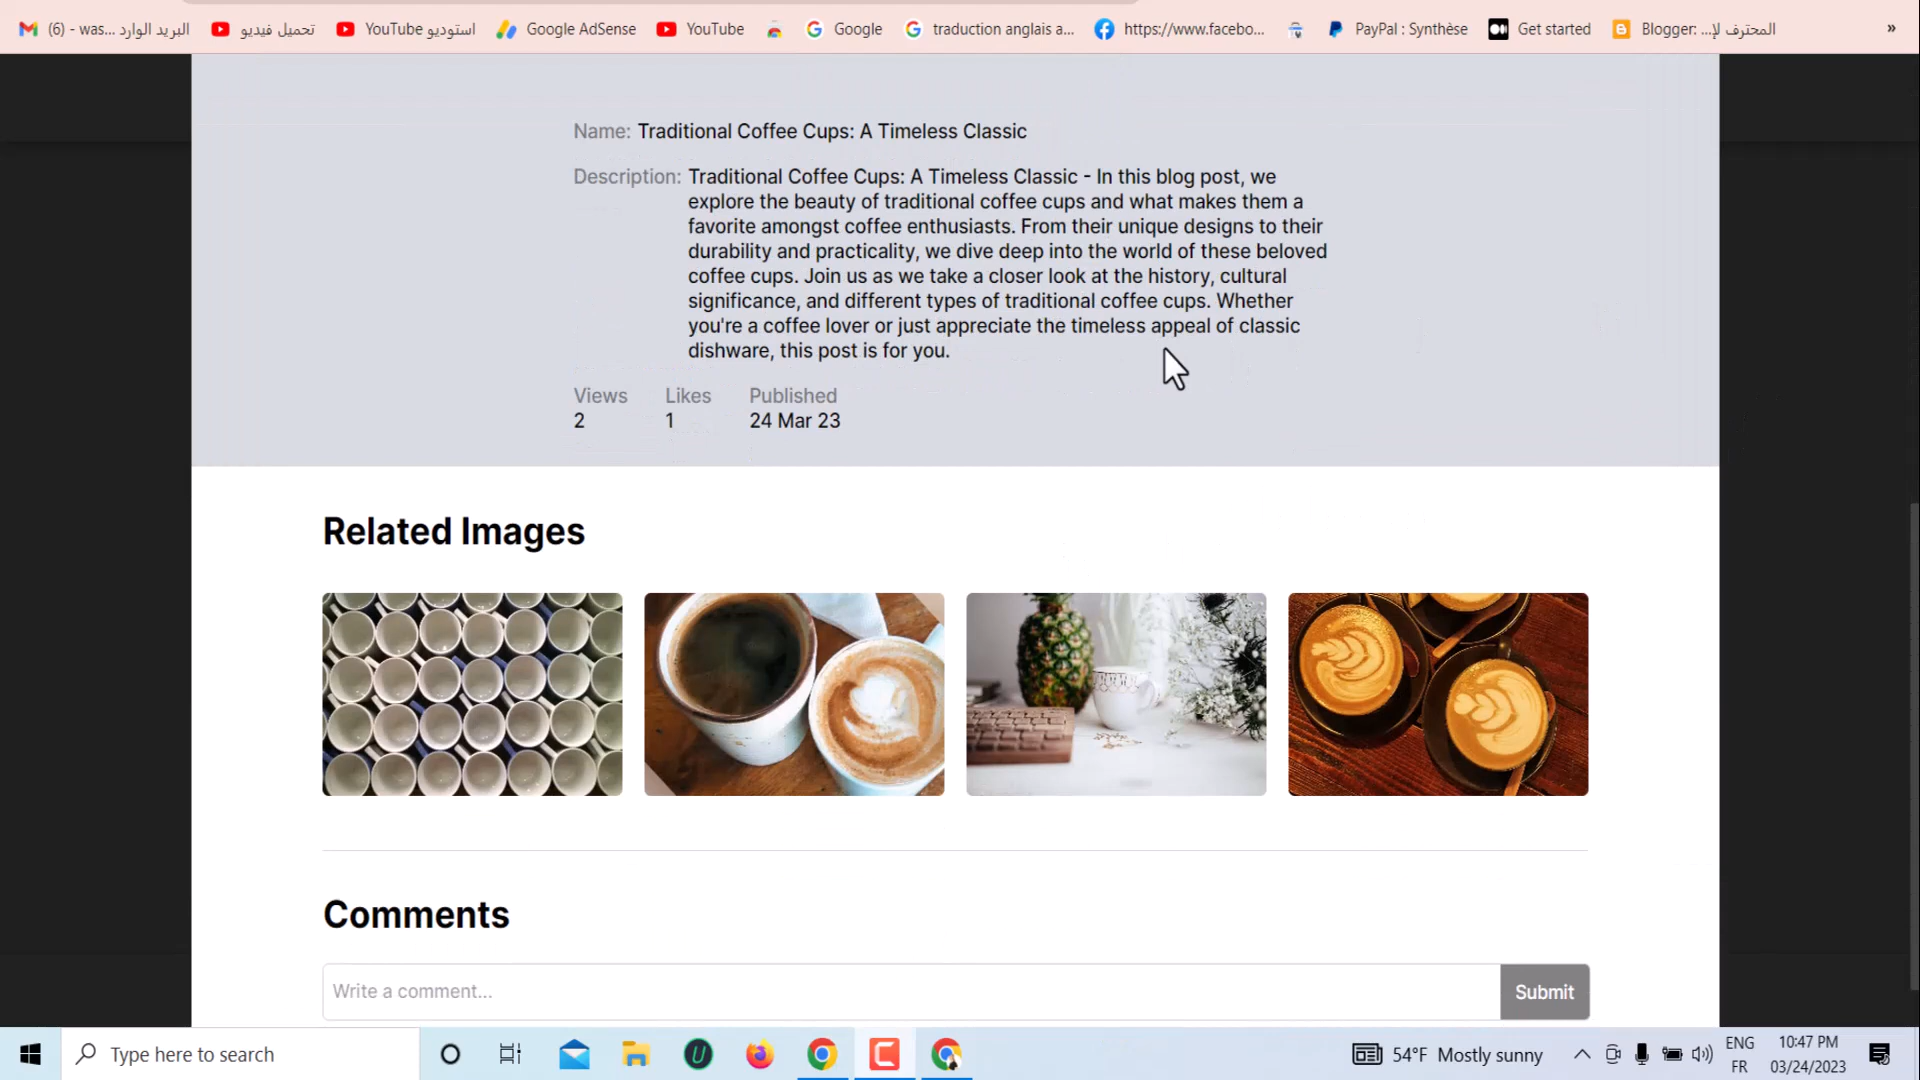 (6) - was... البريد الوارد
تحميل فيديو
استوديو YouTube
Google AdSense
YouTube
Google
traduction anglais a...
https://www.facebo...
PayPal : Synthèse
Get started
Blogger: ...المحترف لإ
»
Name: Traditional Coffee Cups: A Timeless Classic
Description: Traditional Coffee Cups: A Timeless Classic - In this blog post, we
explore the beauty of traditional coffee cups and what makes them a
favorite amongst coffee enthusiasts. From their unique designs to their
durability and practicality, we dive deep into the world of these beloved
coffee cups. Join us as we take a closer look at the history, cultural
significance, and different types of traditional coffee cups. Whether
you're a coffee lover or just appreciate the timeless appeal of classic
dishware, this post is for you.
Views Likes Published
2 1 24 Mar 23
Related Images
Comments
Write a comment...
Submit
Type here to search
54°F Mostly sunny
ENG
FR
10:47 PM
03/24/2023